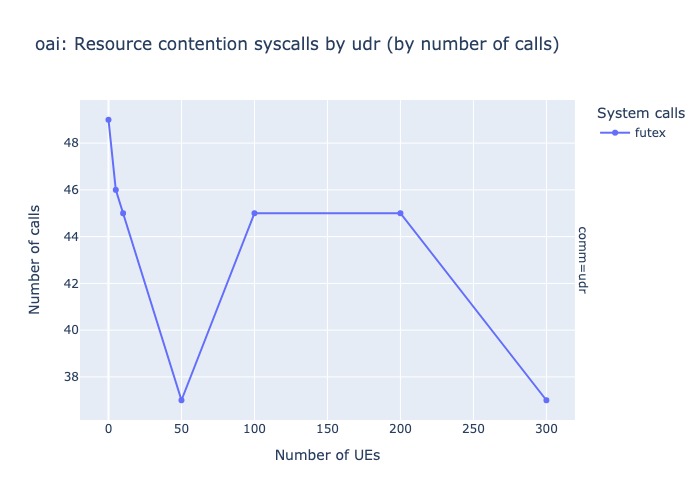 oai: Resource contention syscalls by udr (by number of calls)
System calls
futex
48
46
44
42
40
38
Number of calls
comm=udr
0 50 100 150 200 250 300
Number of UEs